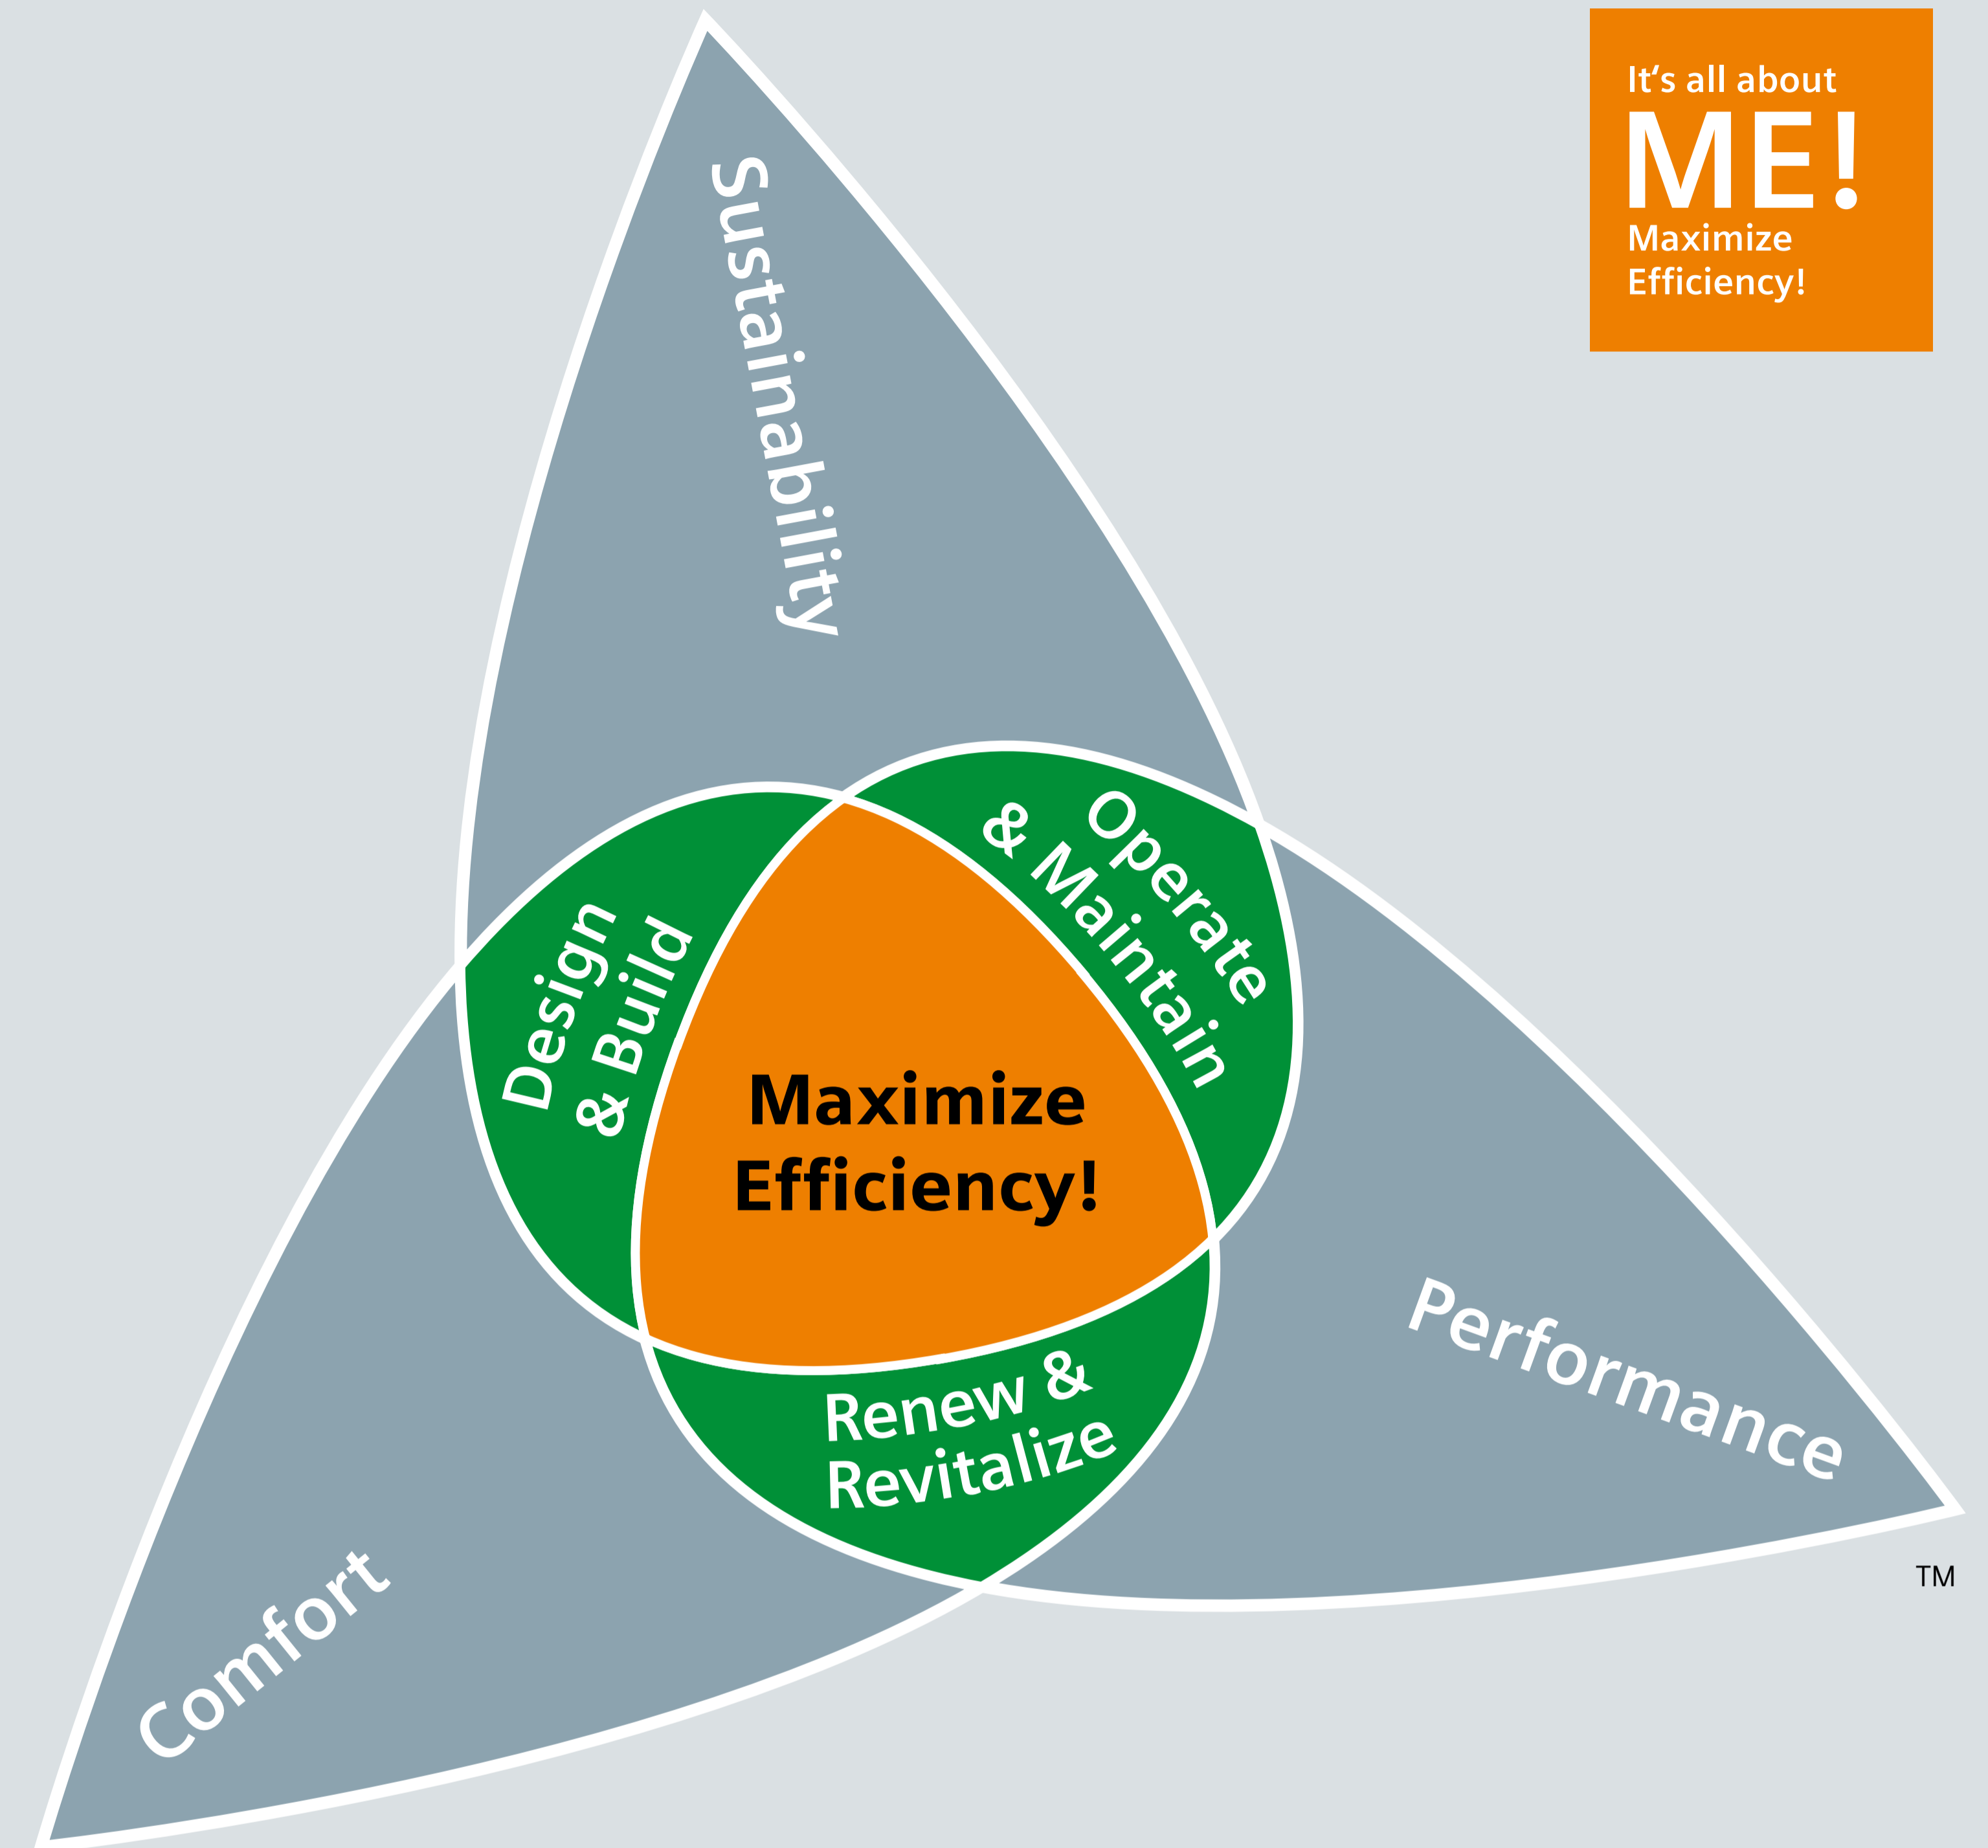 It's all about
ME!
Maximize
Efficiency!
Sustainability
Operate
& Maintain
Design
& Build
Maximize
Efficiency!
Renew &
Revitalize
Performance
Comfort
TM